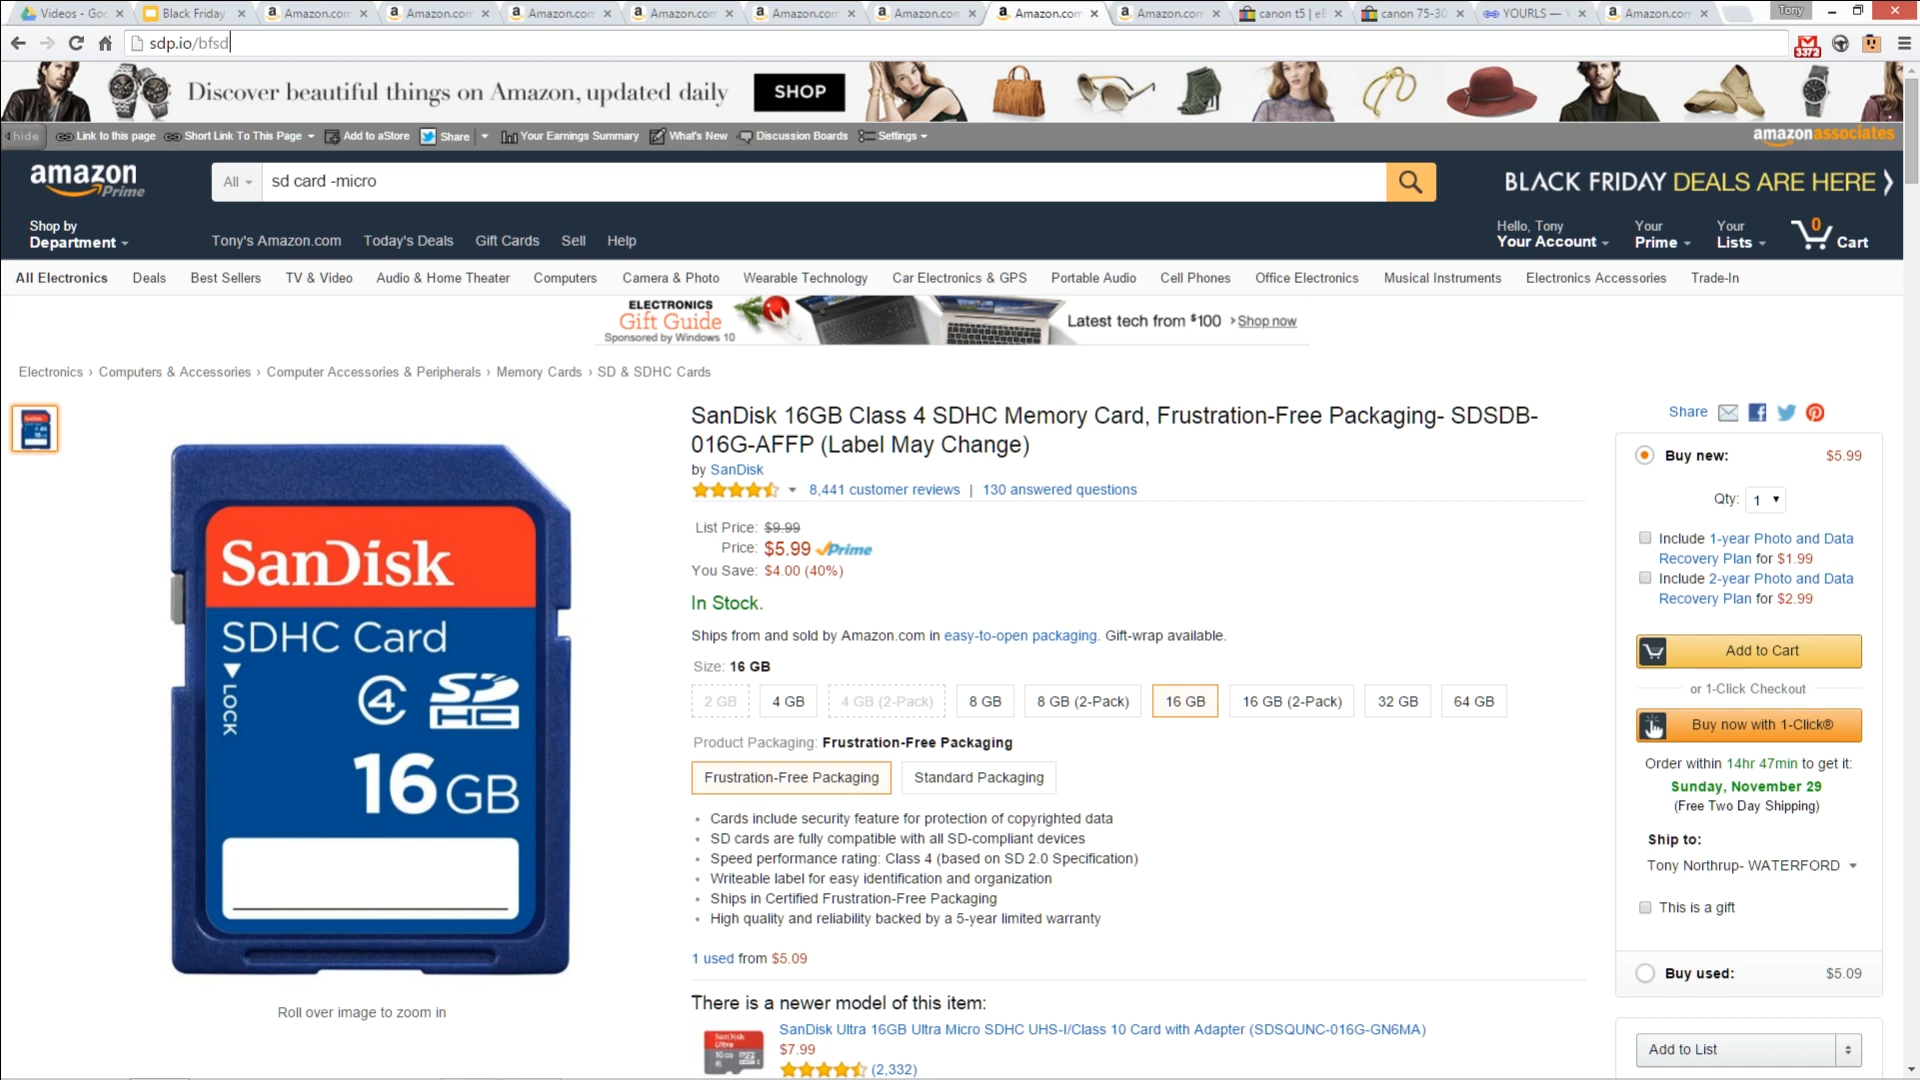 Videos - Goo
Black Friday
Amazon.com
Amazon.com
Amazon.com
Amazon.com
Amazon.com
Amazon.com
Amazon.com
Amazon.com
canon t5 | eB
canon 75-30
YOURLS —
Amazon.com
Tony
sdp.io/bfsd
3372
Discover beautiful things on Amazon, updated daily
SHOP
hide
Link to this page
Short Link To This Page
Add to aStore
Share
Your Earnings Summary
What's New
Discussion Boards
Settings
amazonassociates
amazon
Prime
All
sd card -micro
BLACK FRIDAY DEALS ARE HERE
Shop by
Department
Tony's Amazon.com
Today's Deals
Gift Cards
Sell
Help
Hello, Tony
Your Account
Your
Prime
Your
Lists
0
Cart
All Electronics
Deals
Best Sellers
TV & Video
Audio & Home Theater
Computers
Camera & Photo
Wearable Technology
Car Electronics & GPS
Portable Audio
Cell Phones
Office Electronics
Musical Instruments
Electronics Accessories
Trade-In
ELECTRONICS
Gift Guide
Sponsored by Windows 10
Latest tech from $100 › Shop now
Electronics › Computers & Accessories › Computer Accessories & Peripherals › Memory Cards › SD & SDHC Cards
SanDisk
SDHC Card
LOCK
4
SD
HC
16 GB
Roll over image to zoom in
SanDisk 16GB Class 4 SDHC Memory Card, Frustration-Free Packaging- SDSDB-
016G-AFFP (Label May Change)
by SanDisk
8,441 customer reviews | 130 answered questions
List Price: $9.99
Price: $5.99 Prime
You Save: $4.00 (40%)
In Stock.
Ships from and sold by Amazon.com in easy-to-open packaging. Gift-wrap available.
Size: 16 GB
2 GB
4 GB
4 GB (2-Pack)
8 GB
8 GB (2-Pack)
16 GB
16 GB (2-Pack)
32 GB
64 GB
Product Packaging: Frustration-Free Packaging
Frustration-Free Packaging
Standard Packaging
Cards include security feature for protection of copyrighted data
SD cards are fully compatible with all SD-compliant devices
Speed performance rating: Class 4 (based on SD 2.0 Specification)
Writeable label for easy identification and organization
Ships in Certified Frustration-Free Packaging
High quality and reliability backed by a 5-year limited warranty
1 used from $5.09
There is a newer model of this item:
SanDisk Ultra 16GB Ultra Micro SDHC UHS-I/Class 10 Card with Adapter (SDSQUNC-016G-GN6MA)
$7.99
(2,332)
Share
Buy new: $5.99
Qty: 1
Include 1-year Photo and Data
Recovery Plan for $1.99
Include 2-year Photo and Data
Recovery Plan for $2.99
Add to Cart
or 1-Click Checkout
Buy now with 1-Click®
Order within 14hr 47min to get it:
Sunday, November 29
(Free Two Day Shipping)
Ship to:
Tony Northrup- WATERFORD
This is a gift
Buy used: $5.09
Add to List